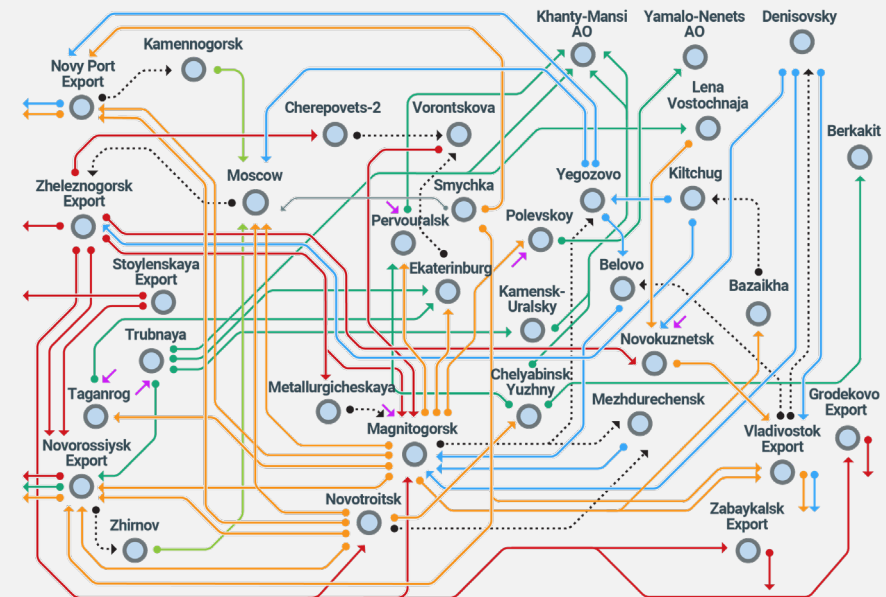 Khanty-Mansi
AO
Yamalo-Nenets
AO
Denisovsky
Kamennogorsk
Novy Port
Export
Lena
Vostochnaja
Cherepovets-2
Vorontskova
Berkakit
Moscow
Yegozovo
Kiltchug
Zheleznogorsk
Export
Smychka
Pervouralsk
Polevskoy
Stoylenskaya
Export
Ekaterinburg
Belovo
Kamensk-
Uralsky
Bazaikha
Trubnaya
Novokuznetsk
Metallurgicheskaya
Chelyabinsk
Yuzhny
Taganrog
Mezhdurechensk
Grodekovo
Export
Magnitogorsk
Vladivostok
Export
Novorossiysk
Export
Novotroitsk
Zabaykalsk
Export
Zhirnov